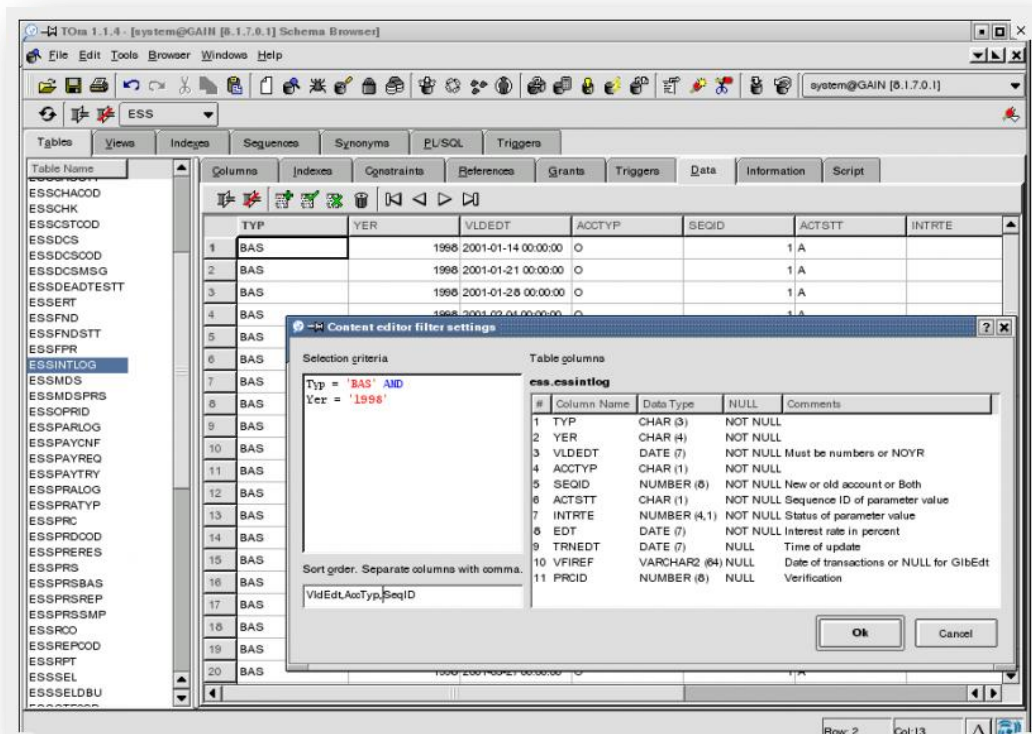 TOra 1.1.4 - [system@GAIN [8.1.7.0.1] Schema Browser]
File Edit Tools Browser Windows Help
system@GAIN [8.1.7.0.1]
ESS
Tables Views Indexes Sequences Synonyms PL/SQL Triggers
Table Name
ESSCHACOD
ESSCHK
ESSCSTCOD
ESSDCS
ESSDCSCOD
ESSDCSMSG
ESSDEADTESTT
ESSERT
ESSFND
ESSFNDSTT
ESSFPR
ESSINTLOG
ESSMDS
ESSMDSPRS
ESSOPRID
ESSPARLOG
ESSPAYCNF
ESSPAYREQ
ESSPAYTRY
ESSPRALOG
ESSPRATYP
ESSPRC
ESSPRDCOD
ESSPRERES
ESSPRS
ESSPRSBAS
ESSPRSREP
ESSPRSSMP
ESSRCO
ESSREPCOD
ESSRPT
ESSSEL
ESSSELDBU
Columns Indexes Constraints References Grants Triggers Data Information Script
TYP YER VLDEDT ACCTYP SEQID ACTSTT INTRTE
1 BAS 1998 2001-01-14 00:00:00 O 1 A
2 BAS 1998 2001-01-21 00:00:00 O 1 A
3 BAS 1998 2001-01-28 00:00:00 O 1 A
4 BAS 1998 2001-02-04 00:00:00 O 1 A
5 BAS
6 BAS
7 BAS
8 BAS
9 BAS
10 BAS
11 BAS
12 BAS
13 BAS
14 BAS
15 BAS
16 BAS
17 BAS
18 BAS
19 BAS
20 BAS
Content editor filter settings
Selection criteria
Typ = 'BAS' AND
Yer = '1998'
Sort order. Separate columns with comma.
VldEdt,AccTyp,SeqID
Table columns
ess.essintlog
# Column Name Data Type NULL Comments
1 TYP CHAR (3) NOT NULL
2 YER CHAR (4) NOT NULL
3 VLDEDT DATE (7) NOT NULL Must be numbers or NOYR
4 ACCTYP CHAR (1) NOT NULL
5 SEQID NUMBER (8) NOT NULL New or old account or Both
6 ACTSTT CHAR (1) NOT NULL Sequence ID of parameter value
7 INTRTE NUMBER (4,1) NOT NULL Status of parameter value
8 EDT DATE (7) NOT NULL Interest rate in percent
9 TRNEDT DATE (7) NULL Time of update
10 VFIREF VARCHAR2 (64) NULL Date of transactions or NULL for GlbEdt
11 PRCID NUMBER (8) NULL Verification
Ok Cancel
Row: 2 Col:13 A